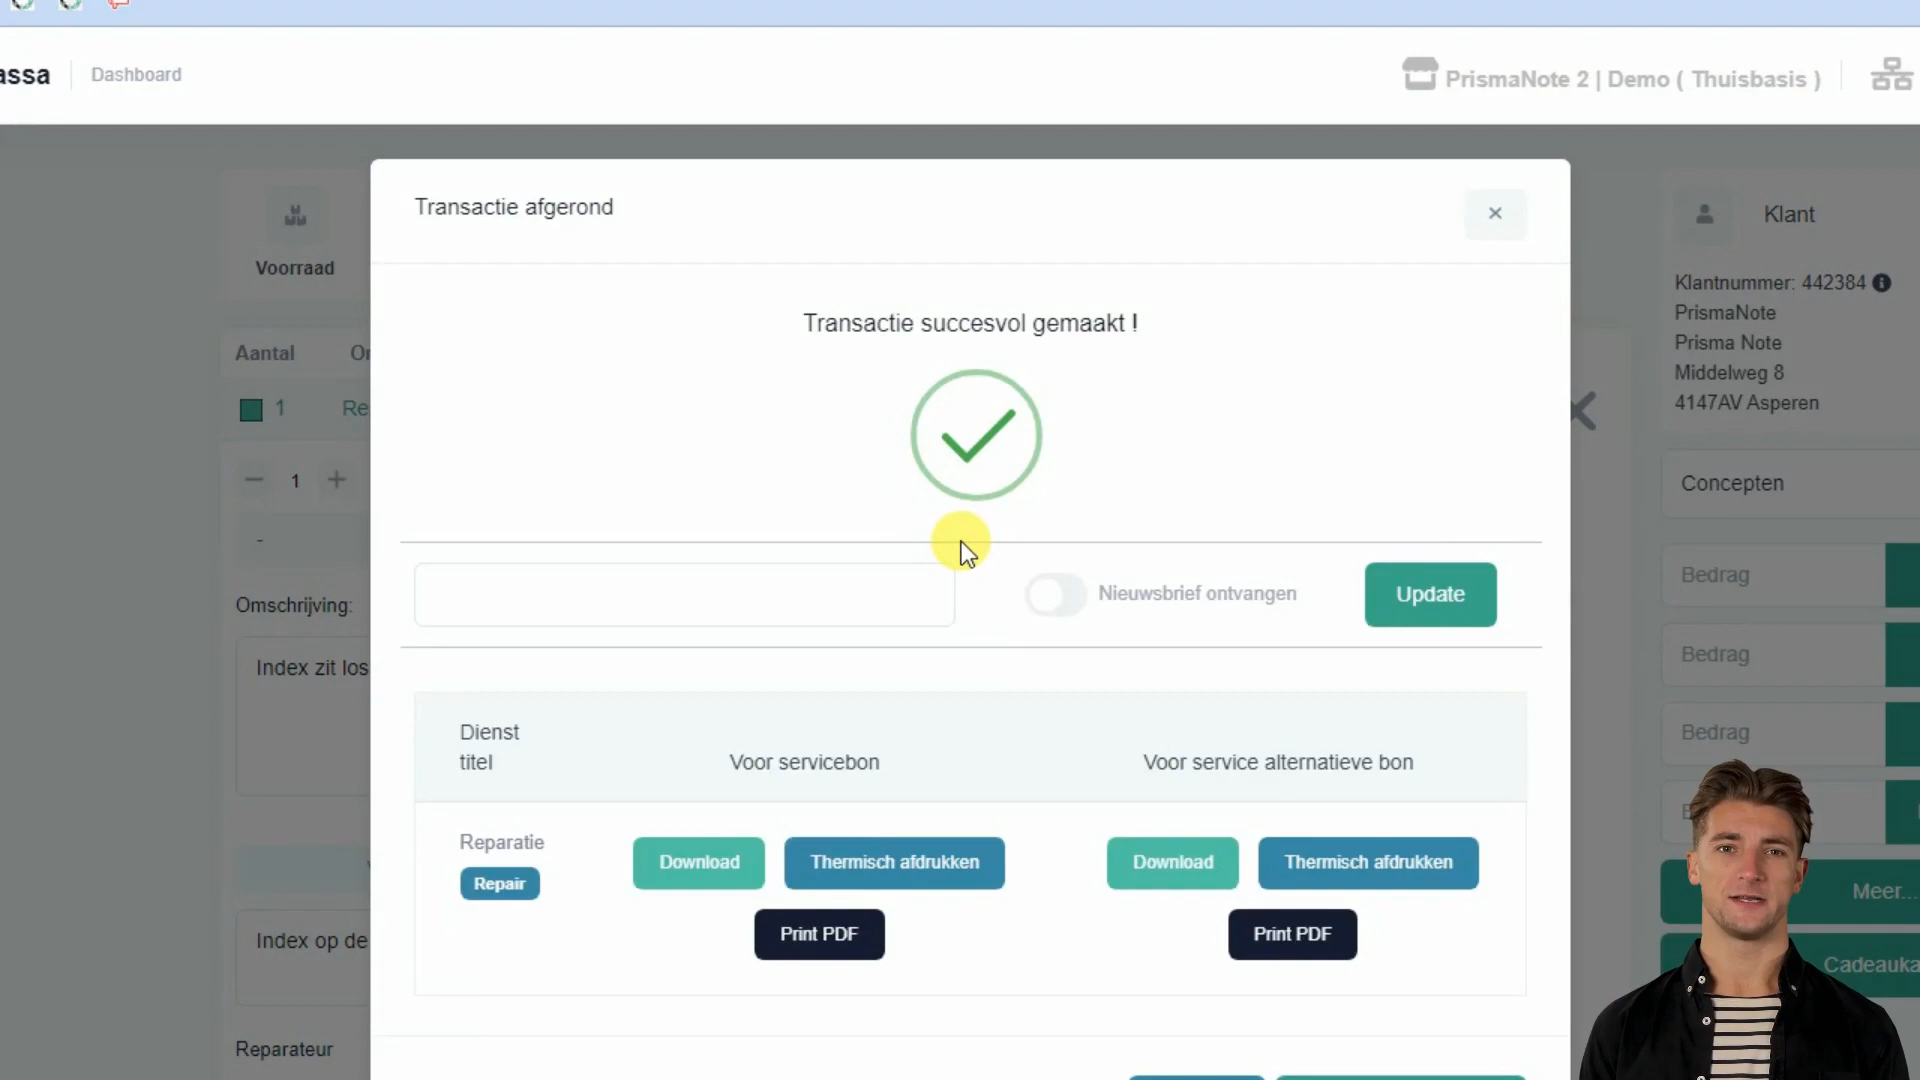 assa
Dashboard
PrismaNote 2 | Demo ( Thuisbasis )
Transactie afgerond
Klant
Voorraad
Klantnummer: 442384
PrismaNote
Prisma Note
Middelweg 8
4147AV Asperen
Transactie succesvol gemaakt !
Aantal
1
Re
1
Concepten
-
Bedrag
Nieuwsbrief ontvangen
Update
Omschrijving:
Bedrag
Index zit los
Bedrag
Dienst
titel
Voor servicebon
Voor service alternatieve bon
Reparatie
Repair
Download
Thermisch afdrukken
Download
Thermisch afdrukken
Meer...
Print PDF
Print PDF
Index op de
Cadeauka
Reparateur